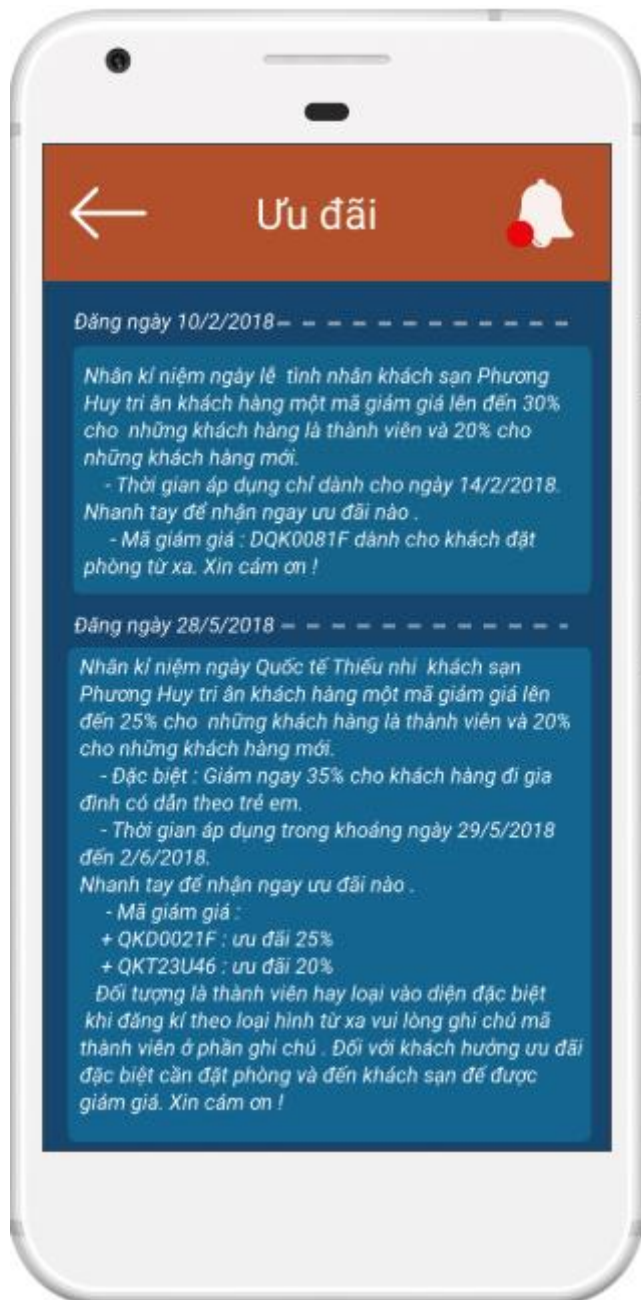 Ưu đãi
Đăng ngày 10/2/2018
Nhân kỉ niệm ngày lễ tình nhân khách sạn Phương
Huy tri ân khách hàng một mã giảm giá lên đến 30%
cho những khách hàng là thành viên và 20% cho
những khách hàng mới.
- Thời gian áp dụng chỉ dành cho ngày 14/2/2018.
Nhanh tay để nhận ngay ưu đãi nào .
- Mã giảm giá : DQK0081F dành cho khách đặt
phòng từ xa. Xin cảm ơn !
Đăng ngày 28/5/2018
Nhân kỉ niệm ngày Quốc tế Thiếu nhi khách sạn
Phương Huy tri ân khách hàng một mã giảm giá lên
đến 25% cho những khách hàng là thành viên và 20%
cho những khách hàng mới.
- Đặc biệt : Giảm ngay 35% cho khách hàng đi gia
đình có dẫn theo trẻ em.
- Thời gian áp dụng trong khoảng ngày 29/5/2018
đến 2/6/2018.
Nhanh tay để nhận ngay ưu đãi nào .
- Mã giảm giá :
+ QKD0021F : ưu đãi 25%
+ QKT23U46 : ưu đãi 20%
Đối tượng là thành viên hay loại vào diện đặc biệt
khi đăng kí theo loại hình từ xa vui lòng ghi chú mã
thành viên ở phần ghi chú . Đối với khách hưởng ưu đãi
đặc biệt cần đặt phòng và đến khách sạn để được
giảm giá. Xin cảm ơn !